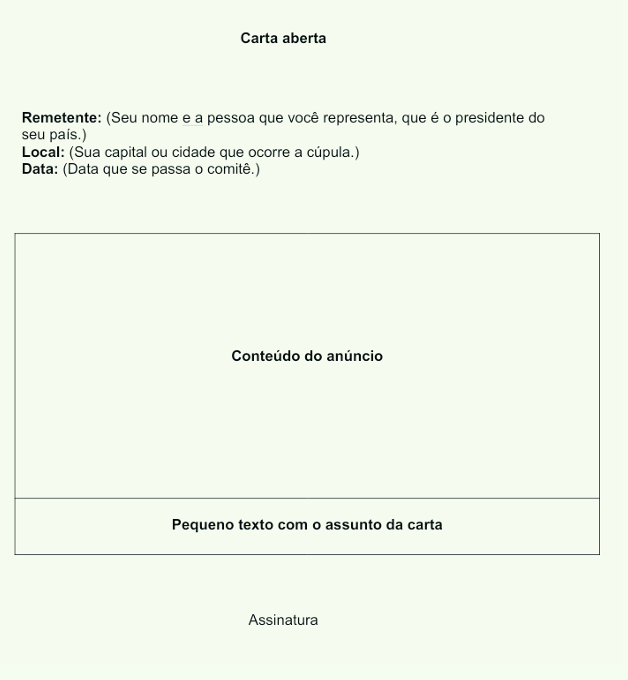 Carta aberta
Remetente: (Seu nome e a pessoa que você representa, que é o presidente do
seu país.)
Local: (Sua capital ou cidade que ocorre a cúpula.)
Data: (Data que se passa o comitê.)
Conteúdo do anúncio
Pequeno texto com o assunto da carta
Assinatura